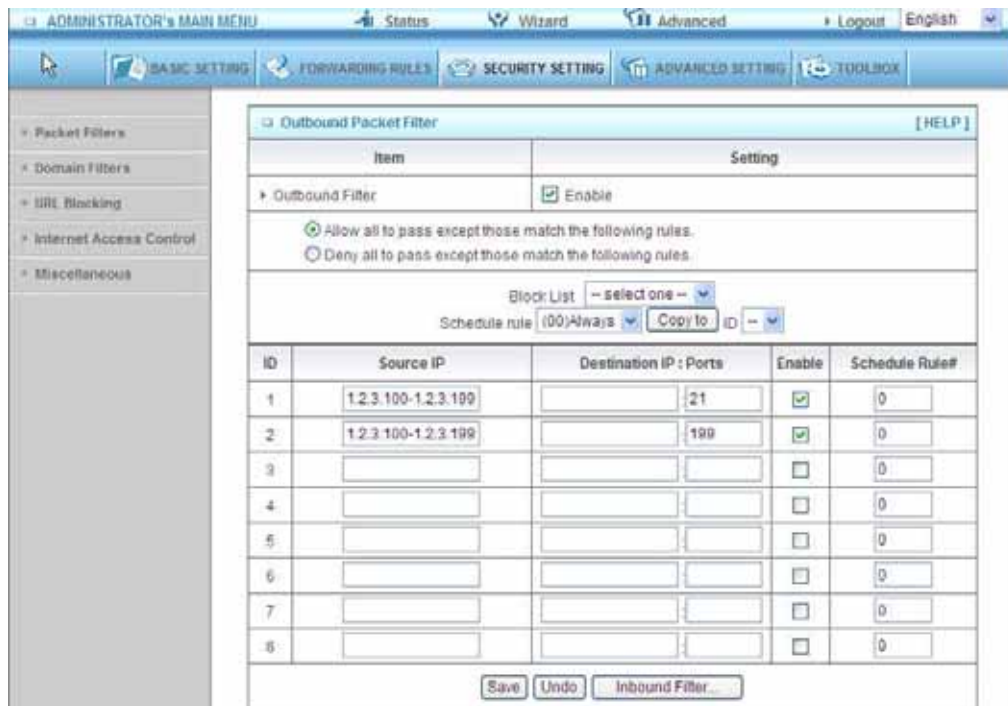 ADMINISTRATOR's MAIN MENU Status Wizard Advanced Logout English
BASIC SETTING FORWARDING RULES SECURITY SETTING ADVANCED SETTING TOOLBOX
Packet Filters
Domain Filters
URL Blocking
Internet Access Control
Miscellaneous
Outbound Packet Filter [HELP]
Item Setting
Outbound Filter Enable
Allow all to pass except those match the following rules.
Deny all to pass except those match the following rules.
Block List -- select one --
Schedule rule (00)Always Copy to ID --
ID Source IP Destination IP : Ports Enable Schedule Rule#
1 1.2.3.100-1.2.3.199 : 21 0
2 1.2.3.100-1.2.3.199 : 199 0
3 : 0
4 : 0
5 : 0
6 : 0
7 : 0
8 : 0
Save Undo Inbound Filter...